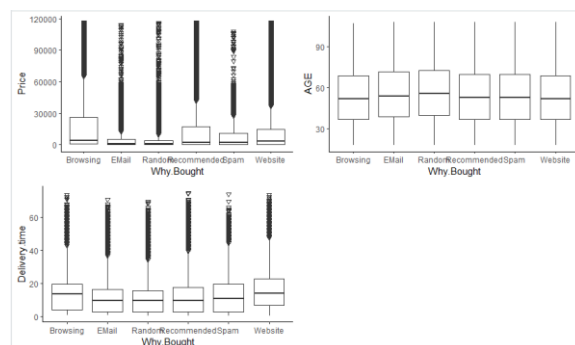 120000
90000
60000
30000
0
Price
Browsing EMail Random Recommended Spam Website
Why.Bought
90
60
30
AGE
Browsing EMail Random Recommended Spam Website
Why.Bought
60
40
20
0
Delivery.time
Browsing EMail Random Recommended Spam Website
Why.Bought